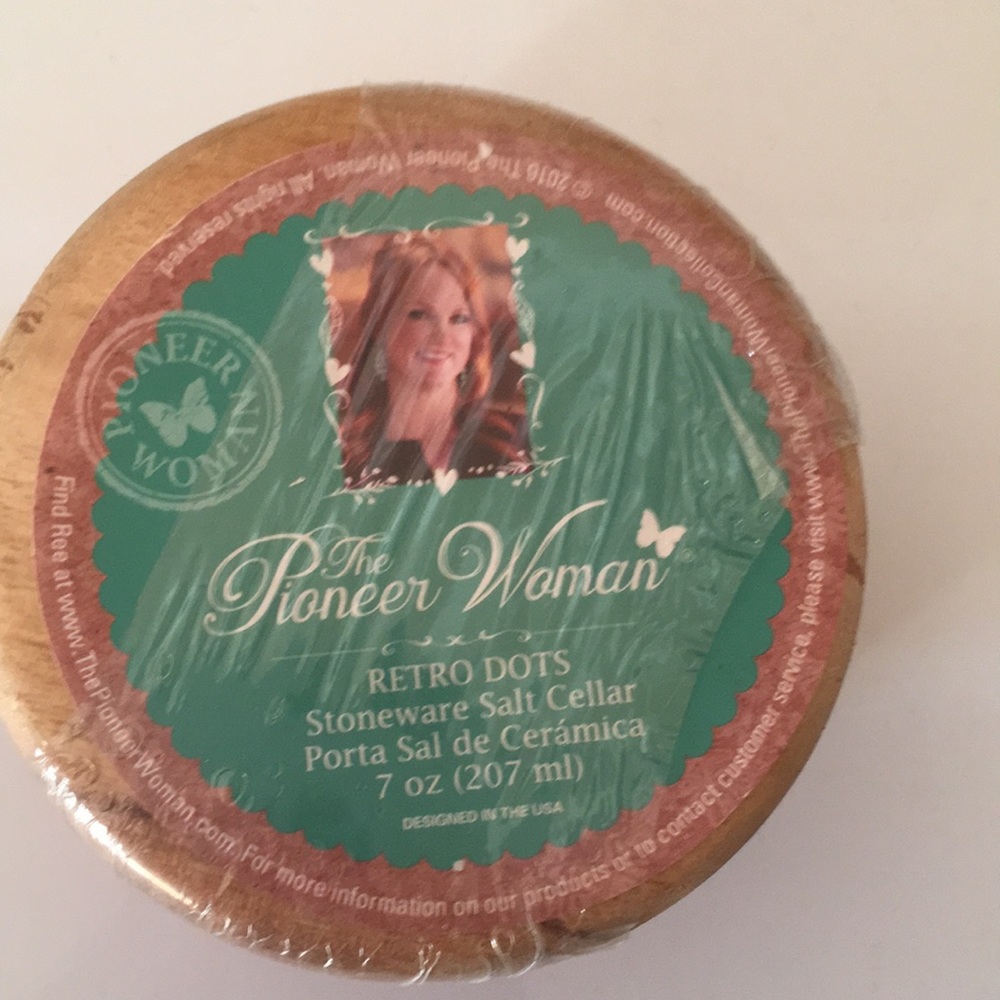 PIONEER WOMAN
The
Pioneer Woman
RETRO DOTS
Stoneware Salt Cellar
Porta Sal de Cerámica
7 oz (207 ml)
DESIGNED IN THE USA
Find Ree at www.ThePioneerWoman.com. For more information on our products or to contact customer service, please visit www.ThePioneerWomanCollection.com
© 2016 The Pioneer Woman. All rights reserved